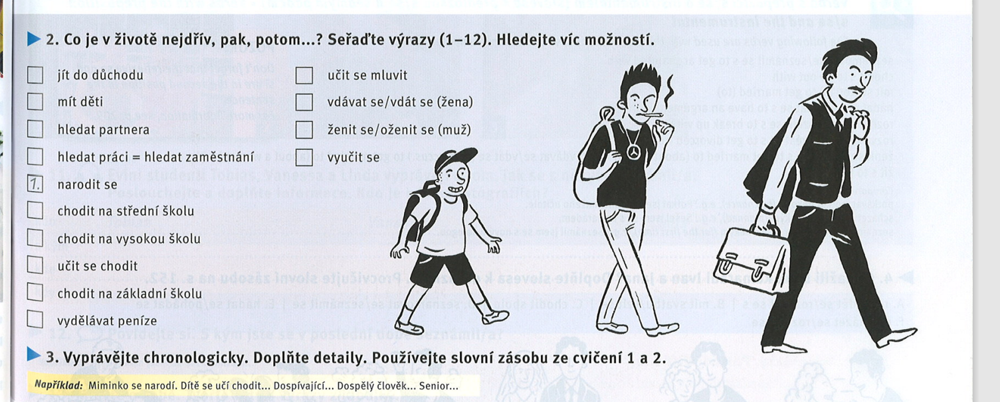 2. Co je v životě nejdřív, pak, potom...? Seřaďte výrazy (1–12). Hledejte víc možností.
jít do důchodu
mít děti
hledat partnera
hledat práci = hledat zaměstnání
1. narodit se
chodit na střední školu
chodit na vysokou školu
učit se chodit
chodit na základní školu
vydělávat peníze
učit se mluvit
vdávat se/vdát se (žena)
ženit se/oženit se (muž)
vyučit se
3. Vyprávějte chronologicky. Doplňte detaily. Používejte slovní zásobu ze cvičení 1 a 2.
Například: Miminko se narodí. Dítě se učí chodit... Dospívající... Dospělý člověk... Senior...